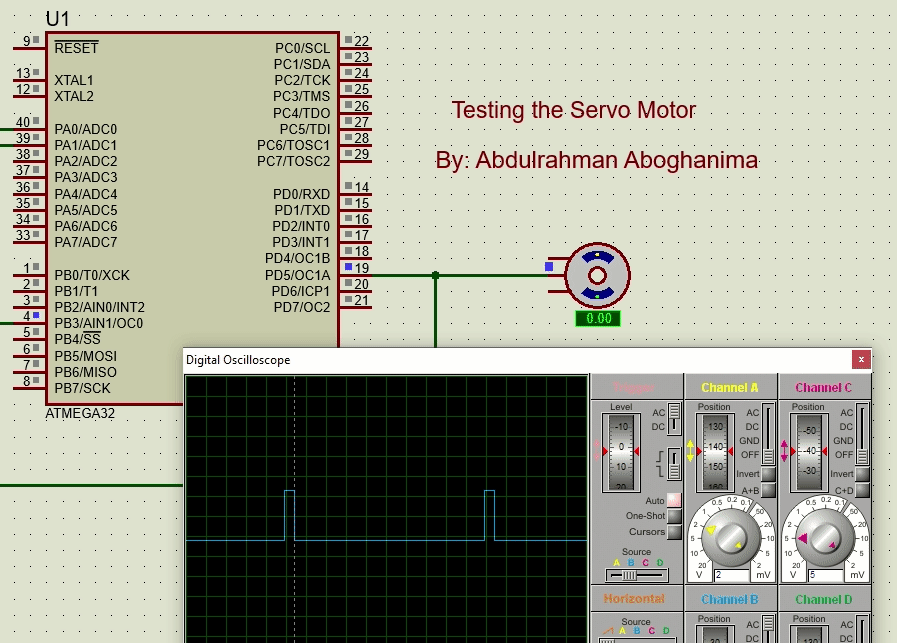 U1
9 RESET
13 XTAL1
12 XTAL2
40 PA0/ADC0
39 PA1/ADC1
38 PA2/ADC2
37 PA3/ADC3
36 PA4/ADC4
35 PA5/ADC5
34 PA6/ADC6
33 PA7/ADC7
1 PB0/T0/XCK
2 PB1/T1
3 PB2/AIN0/INT2
4 PB3/AIN1/OC0
5 PB4/SS
6 PB5/MOSI
7 PB6/MISO
8 PB7/SCK
PC0/SCL 22
PC1/SDA 23
PC2/TCK 24
PC3/TMS 25
PC4/TDO 26
PC5/TDI 27
PC6/TOSC1 28
PC7/TOSC2 29
PD0/RXD 14
PD1/TXD 15
PD2/INT0 16
PD3/INT1 17
PD4/OC1B 18
PD5/OC1A 19
PD6/ICP1 20
PD7/OC2 21
ATMEGA32
Testing the Servo Motor
By: Abdulrahman Aboghanima
0.00
Digital Oscilloscope
x
Trigger
Level
-10
0
10
20
AC
DC
Auto
One-Shot
Cursors
Source
A B C D
Horizontal
Source
A B C D
Channel A
Position
130
140
150
160
AC
DC
GND
OFF
Invert
A+B
20 10 5 2 1 0.5 0.2 0.1 50 20 10 5 2
V 2 mV
Channel B
Position
30
AC
DC
Channel C
Position
-50
-40
-30
AC
DC
GND
OFF
Invert
C+D
20 10 5 2 1 0.5 0.2 0.1 50 20 10 5 2
V 5 mV
Channel D
Position
130
AC
DC